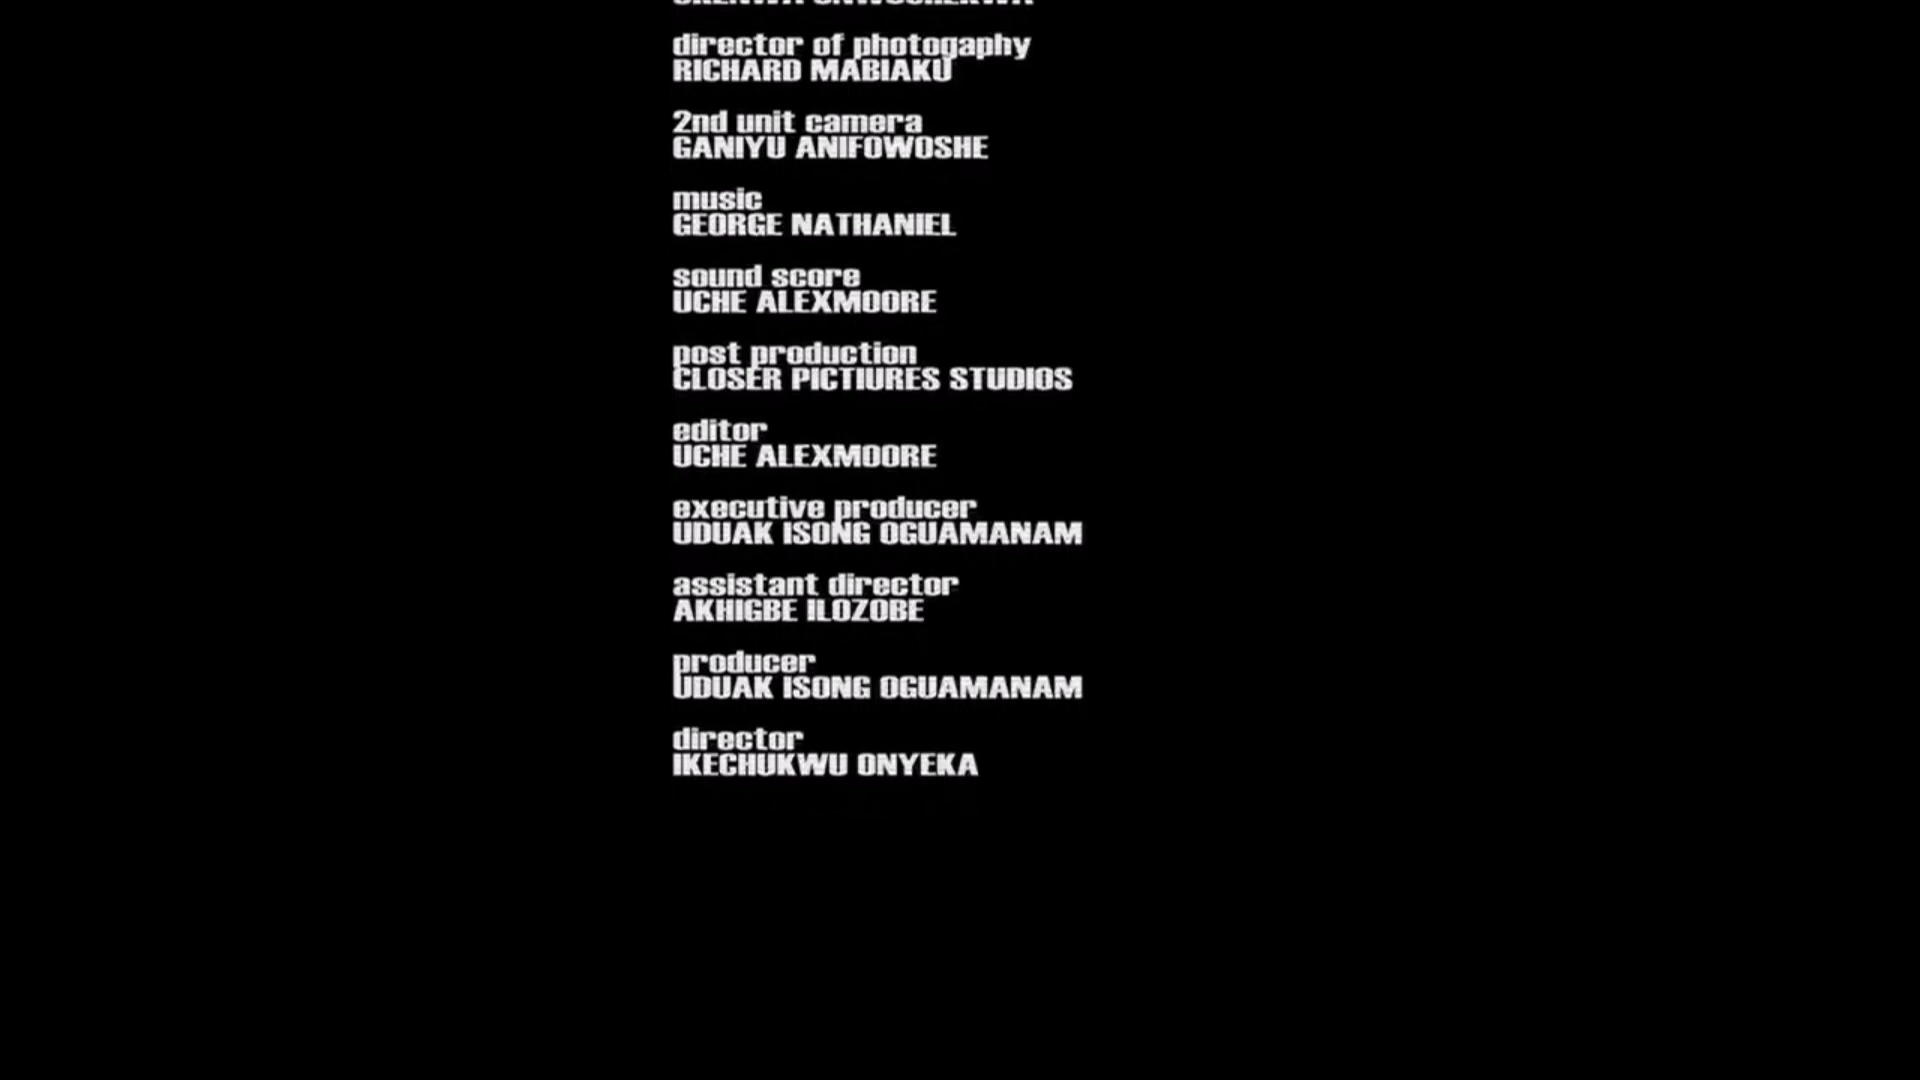 director of photogaphy
RICHARD MABIAKU
2nd unit camera
GANIYU ANIFOWOSHE
music
GEORGE NATHANIEL
sound score
UCHE ALEXMOORE
post production
CLOSER PICTIURES STUDIOS
editor
UCHE ALEXMOORE
executive producer
UDUAK ISONG OGUAMANAM
assistant director
AKHIGBE ILOZOBE
producer
UDUAK ISONG OGUAMANAM
director
IKECHUKWU ONYEKA